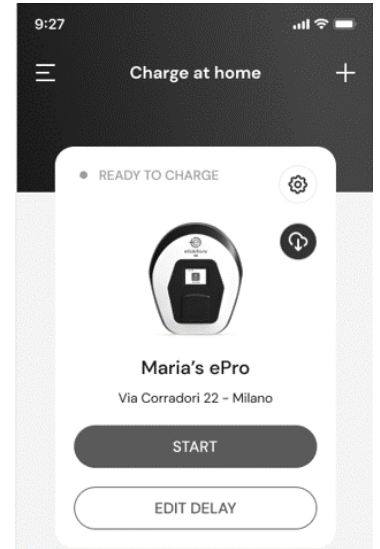 9:27
Charge at home
READY TO CHARGE
Maria's ePro
Via Corradori 22 – Milano
START
EDIT DELAY